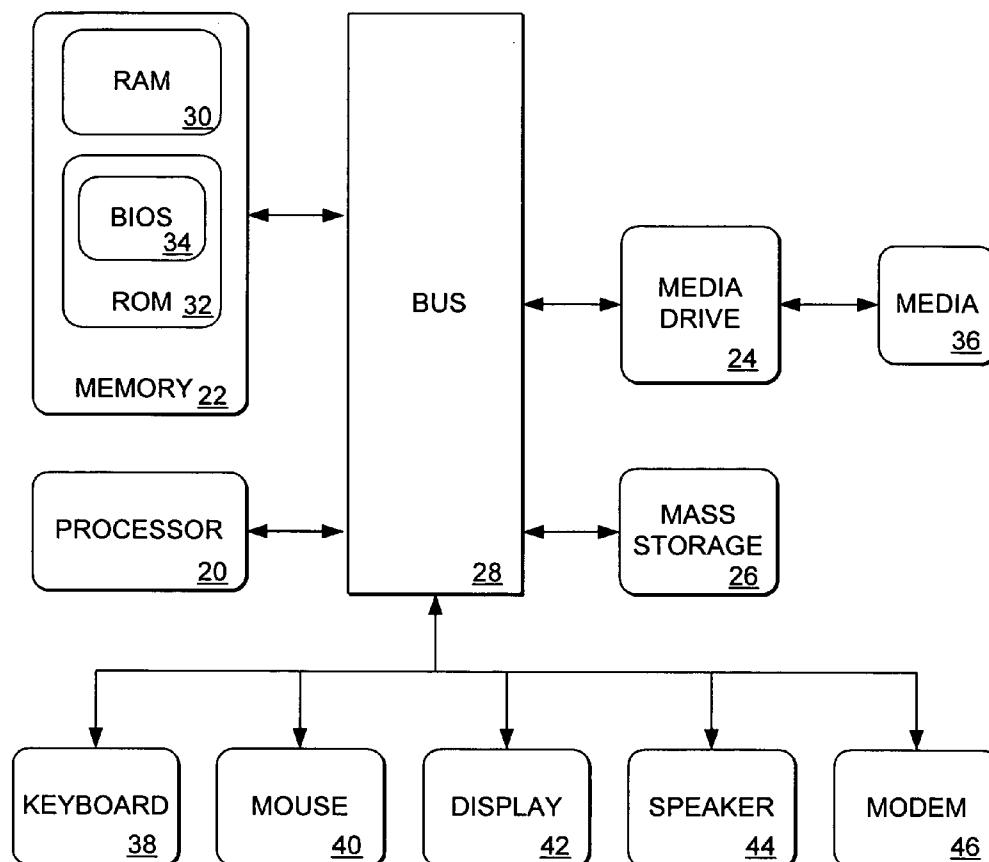 RAM
30
BIOS
34
ROM 32
MEMORY 22
BUS
28
MEDIA
DRIVE
24
MEDIA
36
PROCESSOR
20
MASS
STORAGE
26
KEYBOARD
38
MOUSE
40
DISPLAY
42
SPEAKER
44
MODEM
46